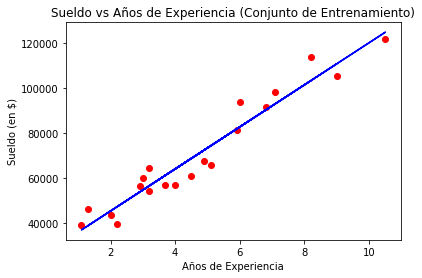 Sueldo vs Años de Experiencia (Conjunto de Entrenamiento)
Sueldo (en $)
120000
100000
80000
60000
40000
2 4 6 8 10
Años de Experiencia